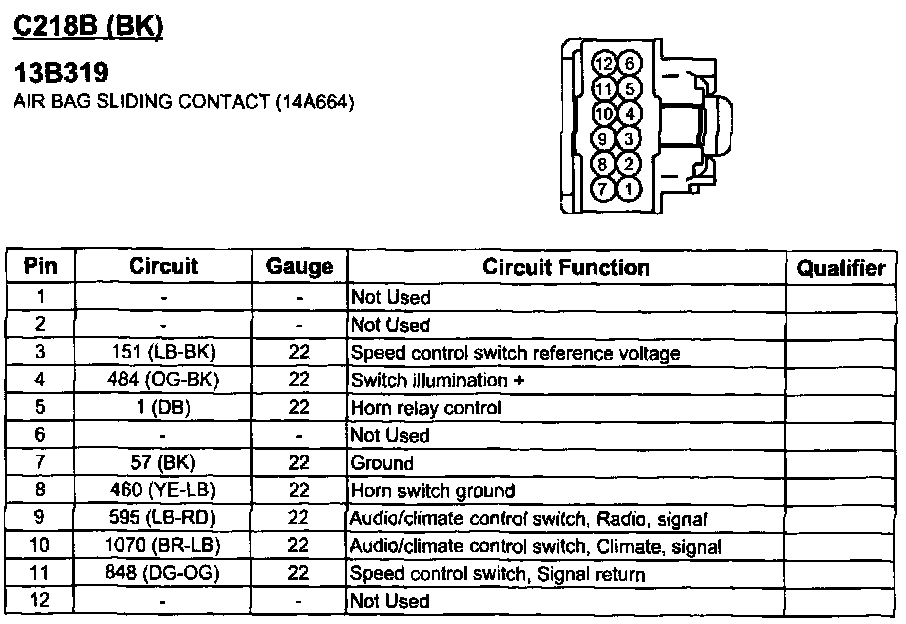 C218B (BK)
13B319
AIR BAG SLIDING CONTACT (14A664)
12 6
11 5
10 4
9 3
8 2
7 1
Pin Circuit Gauge Circuit Function Qualifier
1 - - Not Used
2 - - Not Used
3 151 (LB-BK) 22 Speed control switch reference voltage
4 484 (OG-BK) 22 Switch illumination +
5 1 (DB) 22 Horn relay control
6 - - Not Used
7 57 (BK) 22 Ground
8 460 (YE-LB) 22 Horn switch ground
9 595 (LB-RD) 22 Audio/climate control switch, Radio, signal
10 1070 (BR-LB) 22 Audio/climate control switch, Climate, signal
11 848 (DG-OG) 22 Speed control switch, Signal return
12 - - Not Used